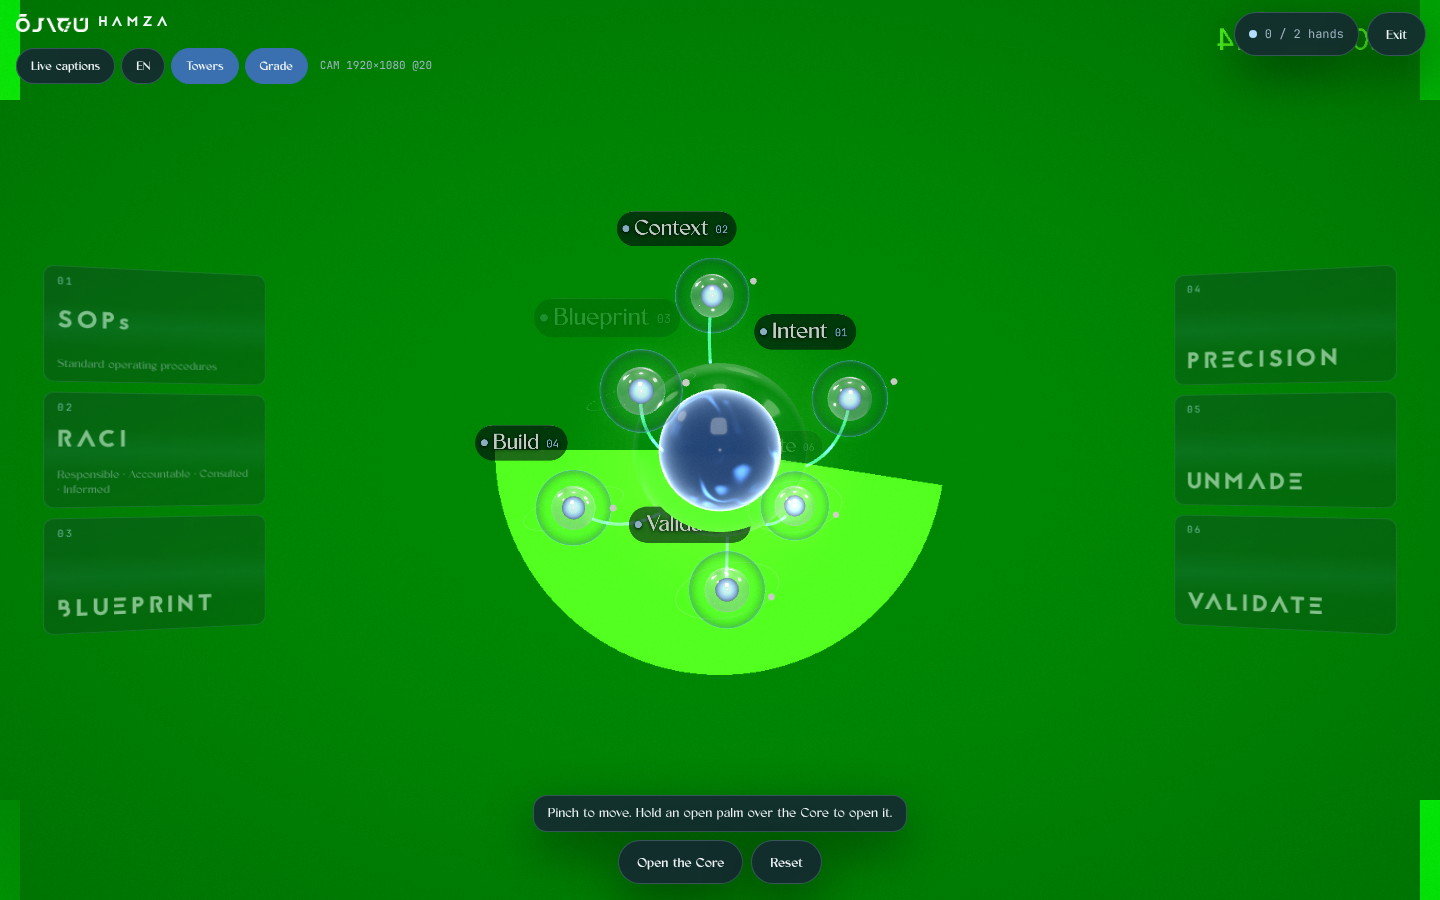 HAMZA
0 / 2 hands
Exit
Live captions
EN
Towers
Grade
CAM 1920×1080 @20
Context 02
Blueprint 03
Intent 01
Build 04
06
01
SOPs
Standard operating procedures
02
RACI
Responsible · Accountable · Consulted
· Informed
03
BLUEPRINT
04
PRECISION
05
UNMADE
06
VALIDATE
Pinch to move. Hold an open palm over the Core to open it.
Open the Core
Reset